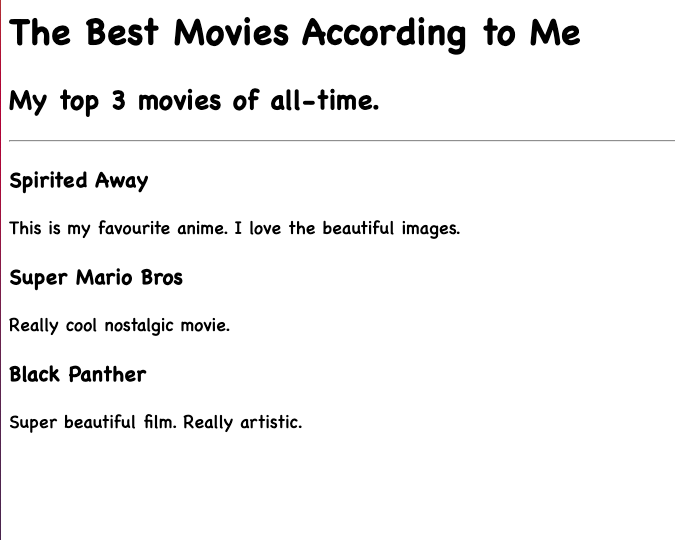 The Best Movies According to Me
My top 3 movies of all-time.
Spirited Away
This is my favourite anime. I love the beautiful images.
Super Mario Bros
Really cool nostalgic movie.
Black Panther
Super beautiful film. Really artistic.